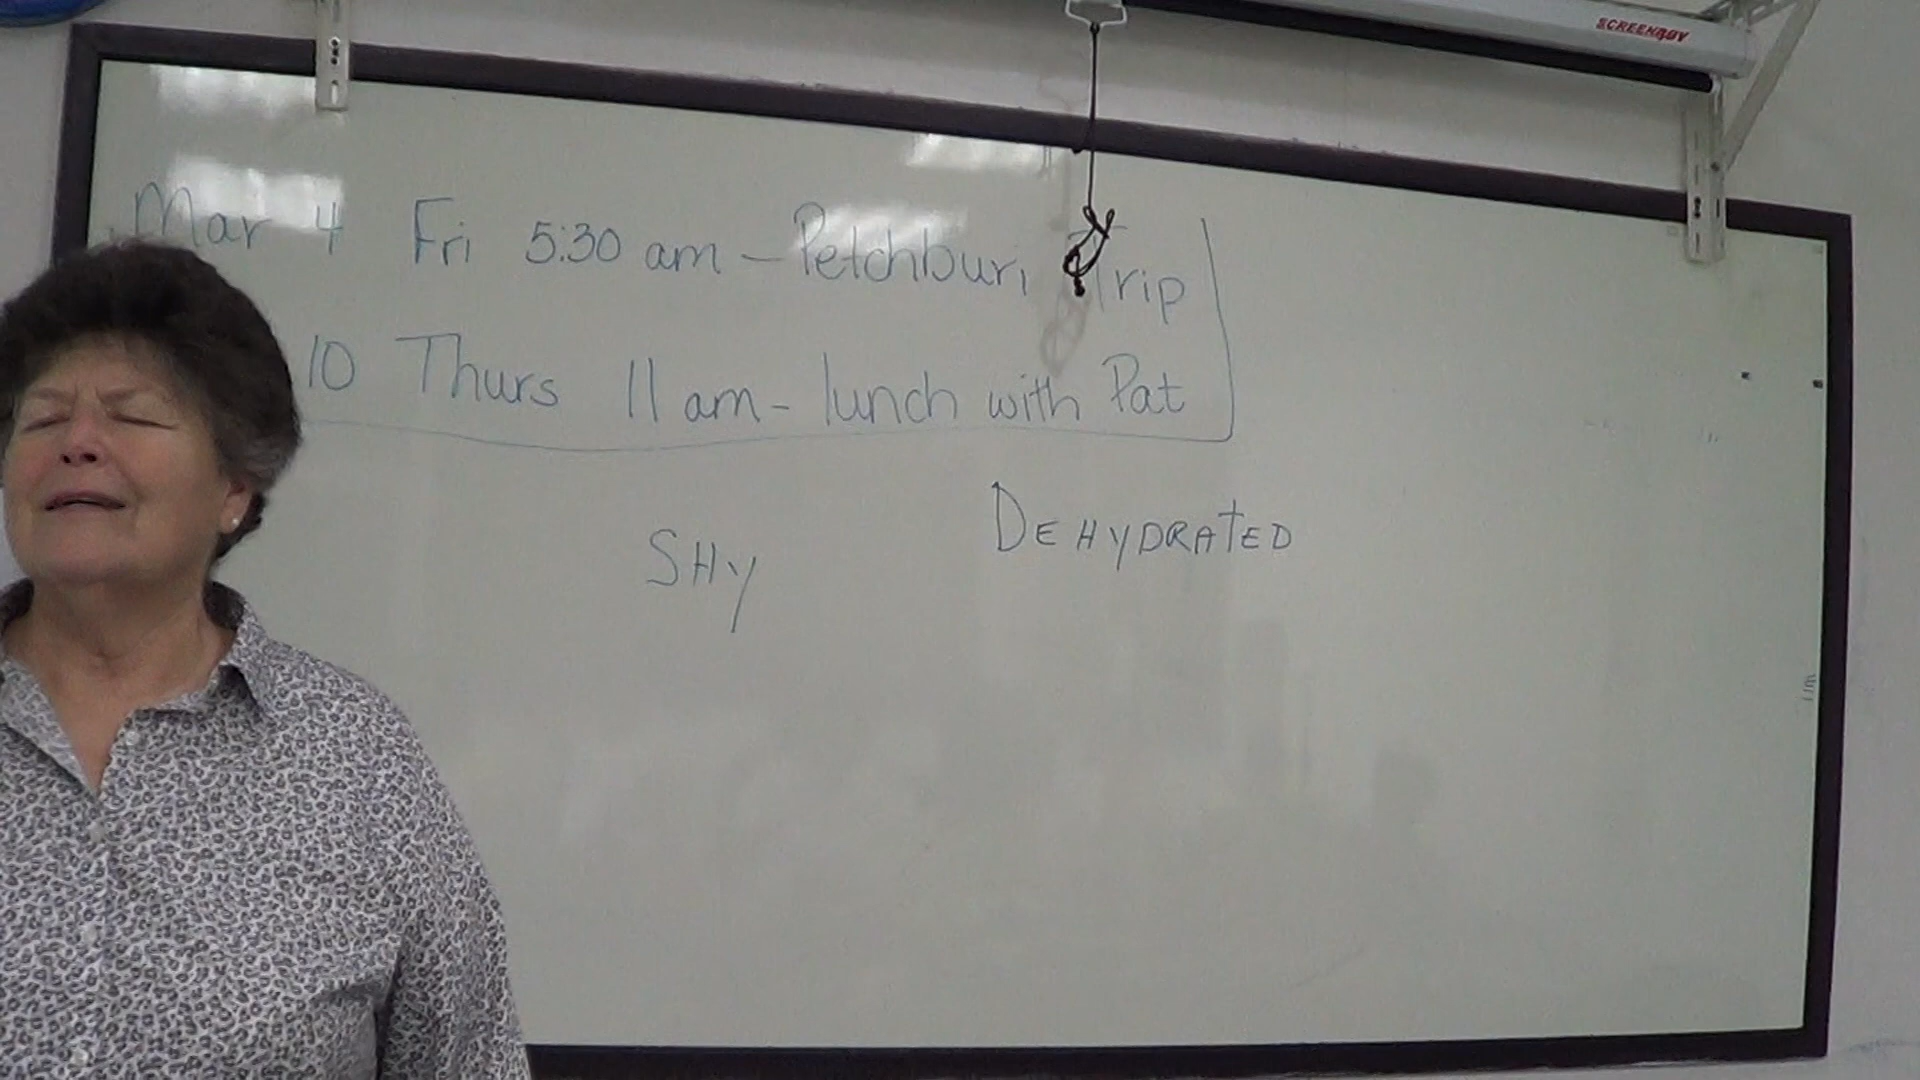 SCREENBOY
Mar 4 Fri 5:30 am - Petchburi Trip
10 Thurs 11 am - lunch with Pat
DEHYDRATED
SHY